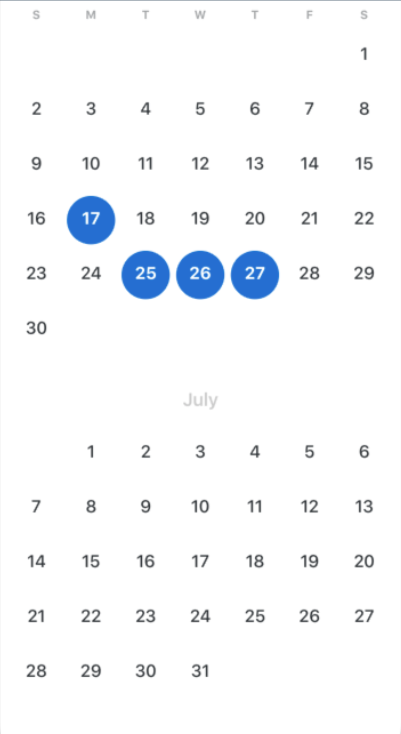 S M T W T F S
1
2 3 4 5 6 7 8
9 10 11 12 13 14 15
16 17 18 19 20 21 22
23 24 25 26 27 28 29
30
July
1 2 3 4 5 6
7 8 9 10 11 12 13
14 15 16 17 18 19 20
21 22 23 24 25 26 27
28 29 30 31